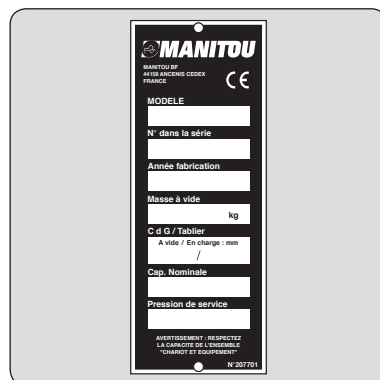 MANITOU
MANITOU BF
44158 ANCENIS CEDEX
FRANCE
CE
MODELE
N° dans la série
Année fabrication
Masse à vide
kg
C d G / Tablier
A vide / En charge : mm
/
Cap. Nominale
Pression de service
AVERTISSEMENT : RESPECTEZ
LA CAPACITE DE L'ENSEMBLE
"CHARIOT ET EQUIPEMENT"
N°207701